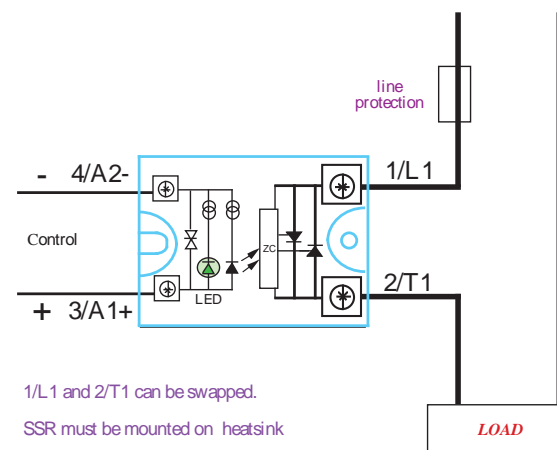 line
protection
- 4/A2-
1/L1
Control
ZC
LED
2/T1
+ 3/A1+
1/L1 and 2/T1 can be swapped.
SSR must be mounted on heatsink
LOAD